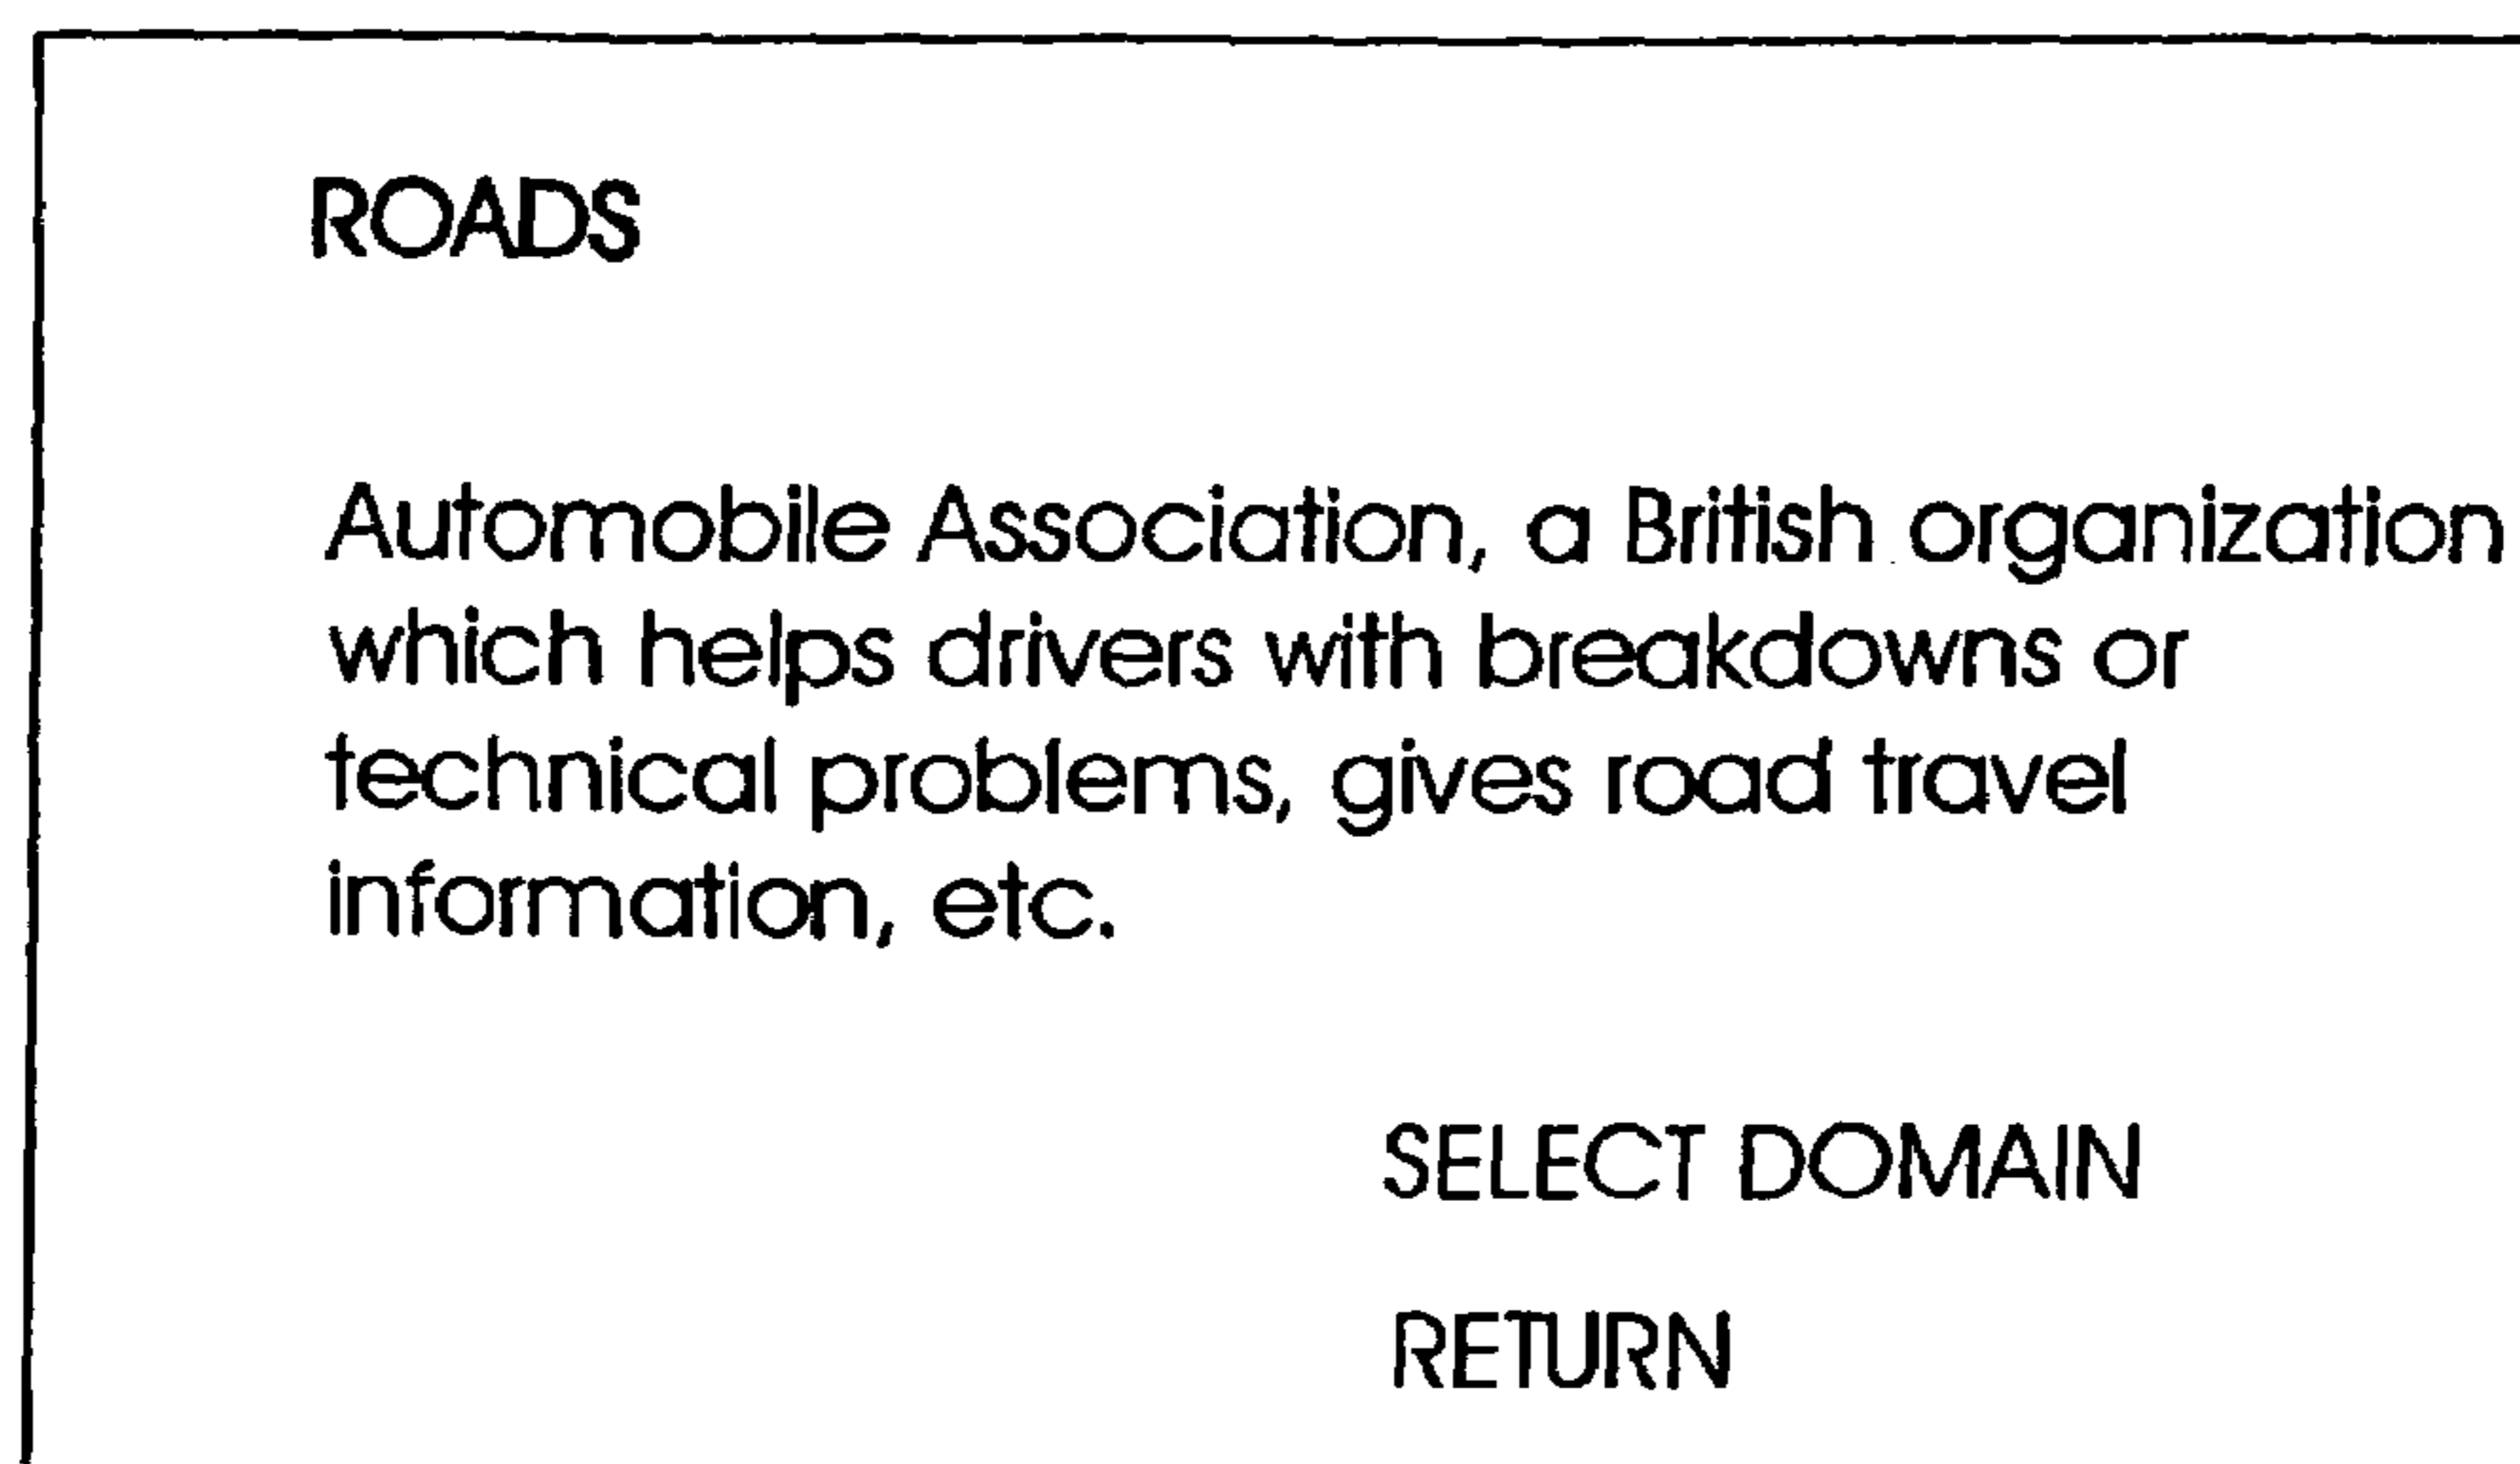 ROADS
Automobile Association, a British organization
which helps drivers with breakdowns or
technical problems, gives road travel
information, etc.
SELECT DOMAIN
RETURN